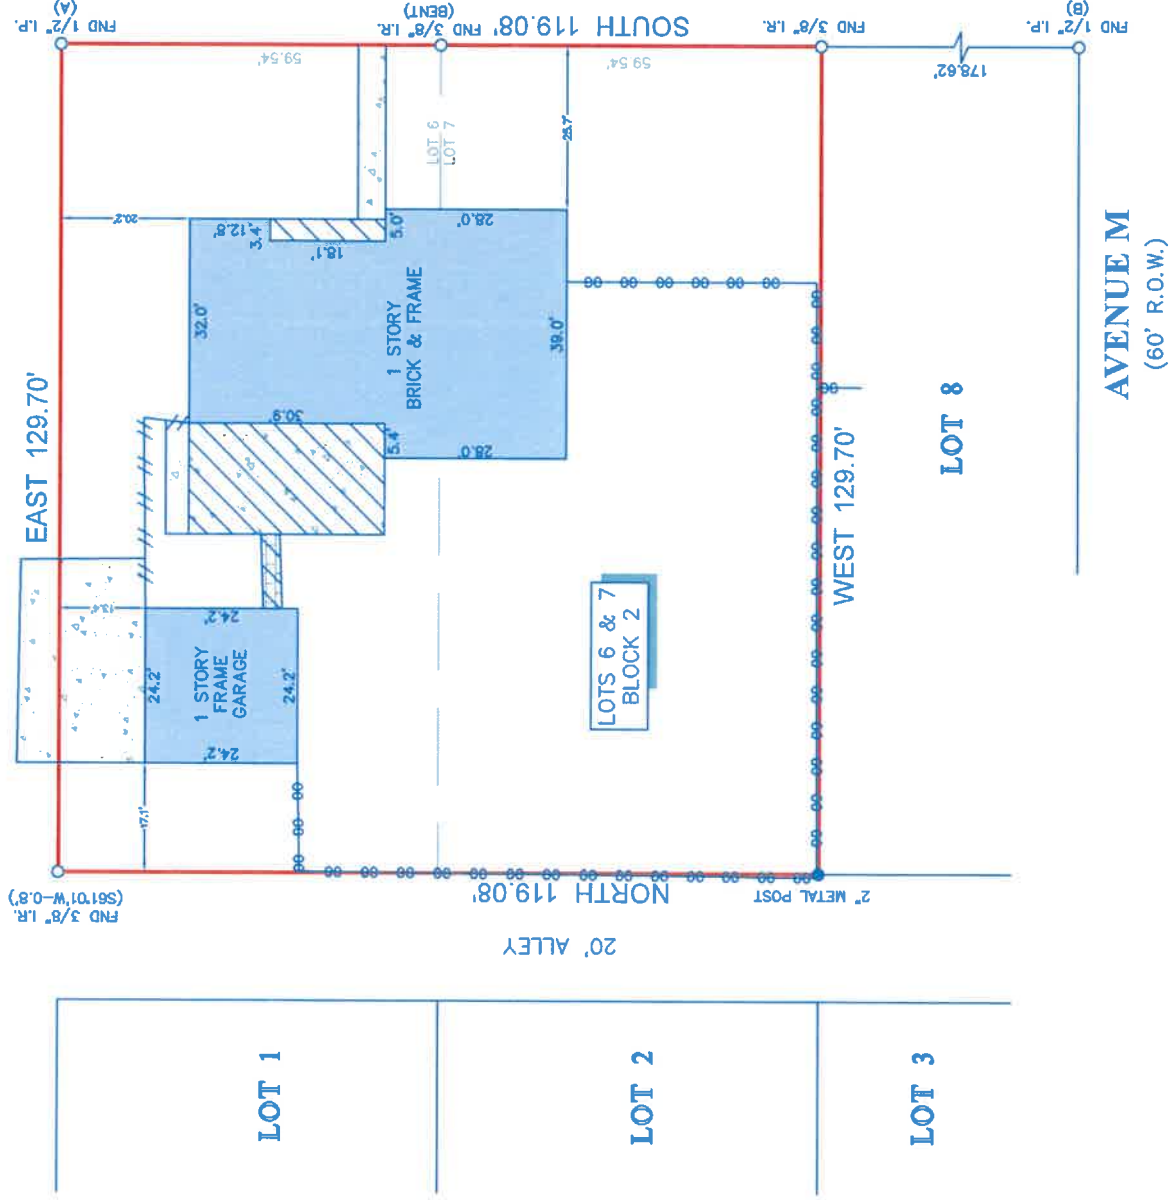 FND 1/2" I.P.
(A)
FND 3/8" I.R.
(BENT)
SOUTH 119.08'
FND 3/8" I.R.
FND 1/2" I.P.
(B)
59.54'
59.54'
178.62'
LOT 6
LOT 7
25.7'
20.2'
12.8'
3.4'
18.1'
5.0'
28.0'
EAST 129.70'
32.0'
1 STORY
BRICK & FRAME
39.0'
30.9'
5.4'
28.0'
AVENUE M
(60' R.O.W.)
LOT 8
WEST 129.70'
13.4'
24.2'
24.2'
1 STORY
FRAME
GARAGE
24.2'
24.2'
17.1'
LOTS 6 & 7
BLOCK 2
FND 3/8" I.R.
(S61°01'W-0.8')
NORTH 119.08'
2" METAL POST
20' ALLEY
LOT 1
LOT 2
LOT 3